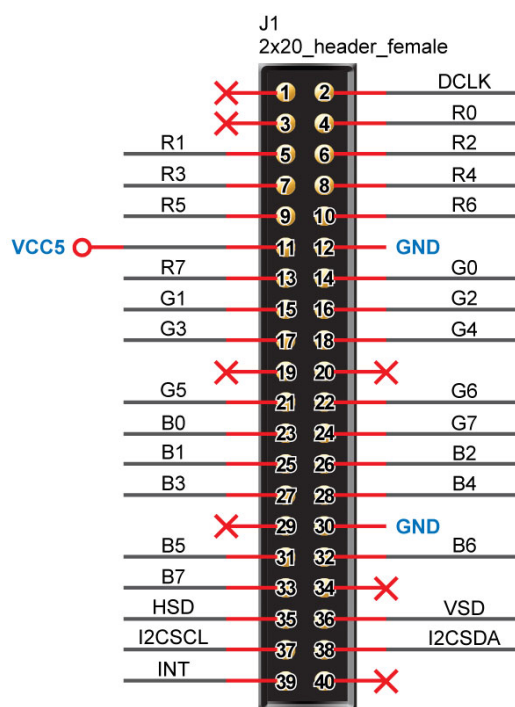 J1
2x20_header_female
1 2 DCLK
3 4 R0
R1 5 6 R2
R3 7 8 R4
R5 9 10 R6
VCC5 11 12 GND
R7 13 14 G0
G1 15 16 G2
G3 17 18 G4
19 20
G5 21 22 G6
B0 23 24 G7
B1 25 26 B2
B3 27 28 B4
29 30 GND
B5 31 32 B6
B7 33 34
HSD 35 36 VSD
I2CSCL 37 38 I2CSDA
INT 39 40